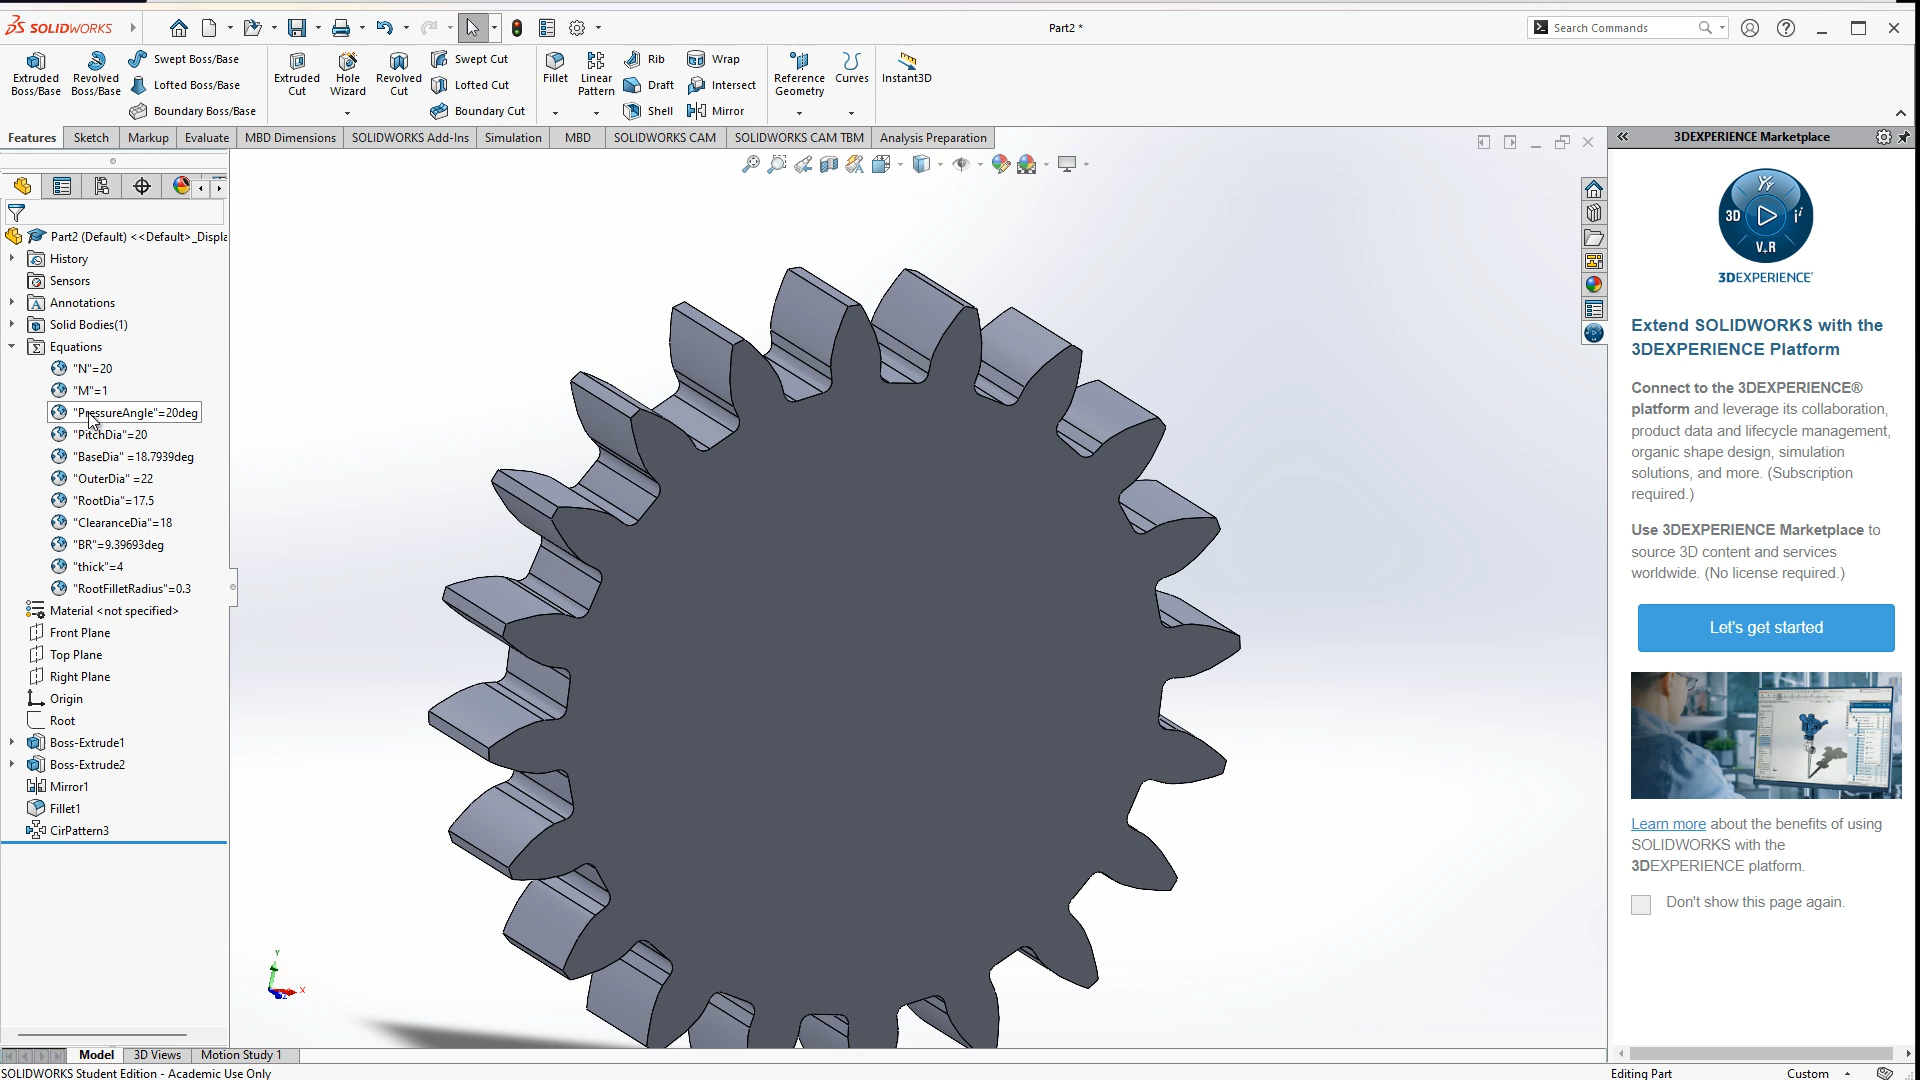 SOLIDWORKS
Part2 *
Search Commands
Extruded Boss/Base
Revolved Boss/Base
Swept Boss/Base
Lofted Boss/Base
Boundary Boss/Base
Extruded Cut
Hole Wizard
Revolved Cut
Swept Cut
Lofted Cut
Boundary Cut
Fillet
Linear Pattern
Rib
Draft
Shell
Wrap
Intersect
Mirror
Reference Geometry
Curves
Instant3D
Features
Sketch
Markup
Evaluate
MBD Dimensions
SOLIDWORKS Add-Ins
Simulation
MBD
SOLIDWORKS CAM
SOLIDWORKS CAM TBM
Analysis Preparation
Part2 (Default) <<Default>_Displa
History
Sensors
Annotations
Solid Bodies(1)
Equations
"N"=20
"M"=1
"PressureAngle"=20deg
"PitchDia"=20
"BaseDia" =18.7939deg
"OuterDia" =22
"RootDia"=17.5
"ClearanceDia"=18
"BR"=9.39693deg
"thick"=4
"RootFilletRadius"=0.3
Material <not specified>
Front Plane
Top Plane
Right Plane
Origin
Root
Boss-Extrude1
Boss-Extrude2
Mirror1
Fillet1
CirPattern3
Y
X
Z
Model
3D Views
Motion Study 1
SOLIDWORKS Student Edition - Academic Use Only
Editing Part
Custom
3DEXPERIENCE Marketplace
3D
V+R
3DEXPERIENCE®
Extend SOLIDWORKS with the
3DEXPERIENCE Platform
Connect to the 3DEXPERIENCE®
platform and leverage its collaboration,
product data and lifecycle management,
organic shape design, simulation
solutions, and more. (Subscription
required.)
Use 3DEXPERIENCE Marketplace to
source 3D content and services
worldwide. (No license required.)
Let's get started
Learn more about the benefits of using
SOLIDWORKS with the
3DEXPERIENCE platform.
Don't show this page again.